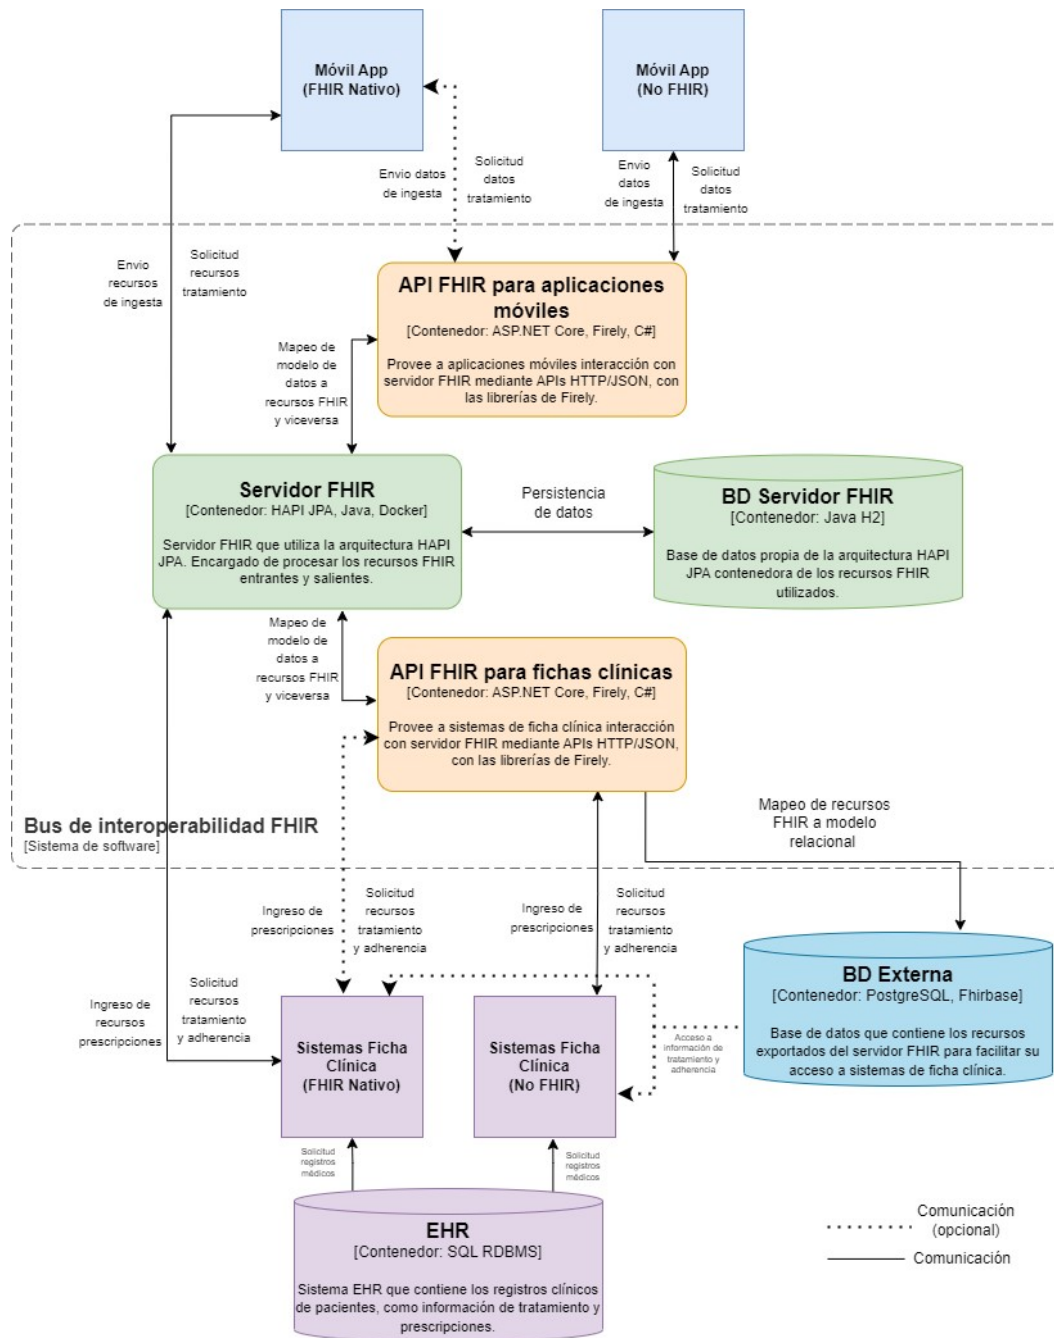 Móvil App
(FHIR Nativo)
Móvil App
(No FHIR)
Envio datos
de ingesta
Solicitud
datos
tratamiento
Envio
datos
de ingesta
Solicitud
datos
tratamiento
Envio
recursos
de ingesta
Solicitud
recursos
tratamiento
API FHIR para aplicaciones
móviles
[Contenedor: ASP.NET Core, Firely, C#]
Provee a aplicaciones móviles interacción con
servidor FHIR mediante APIs HTTP/JSON, con
las librerías de Firely.
Mapeo de
modelo de
datos a
recursos FHIR
y viceversa
Servidor FHIR
[Contenedor: HAPI JPA, Java, Docker]
Servidor FHIR que utiliza la arquitectura HAPI
JPA. Encargado de procesar los recursos FHIR
entrantes y salientes.
Persistencia
de datos
BD Servidor FHIR
[Contenedor: Java H2]
Base de datos propia de la arquitectura HAPI
JPA contenedora de los recursos FHIR
utilizados.
Mapeo de
modelo de
datos a
recursos FHIR
y viceversa
API FHIR para fichas clínicas
[Contenedor: ASP.NET Core, Firely, C#]
Provee a sistemas de ficha clínica interacción
con servidor FHIR mediante APIs HTTP/JSON,
con las librerías de Firely.
Bus de interoperabilidad FHIR
[Sistema de software]
Mapeo de recursos
FHIR a modelo
relacional
Ingreso de
prescripciones
Solicitud
recursos
tratamiento
y adherencia
Ingreso de
prescripciones
Solicitud
recursos
tratamiento
y adherencia
Ingreso de
recursos
prescripciones
Solicitud
recursos
tratamiento
y adherencia
BD Externa
[Contenedor: PostgreSQL, Fhirbase]
Base de datos que contiene los recursos
exportados del servidor FHIR para facilitar su
acceso a sistemas de ficha clínica.
Acceso a
información de
tratamiento y
adherencia
Sistemas Ficha
Clínica
(FHIR Nativo)
Sistemas Ficha
Clínica
(No FHIR)
Solicitud
registros
médicos
Solicitud
registros
médicos
EHR
[Contenedor: SQL RDBMS]
Sistema EHR que contiene los registros clínicos
de pacientes, como información de tratamiento y
prescripciones.
Comunicación
(opcional)
Comunicación